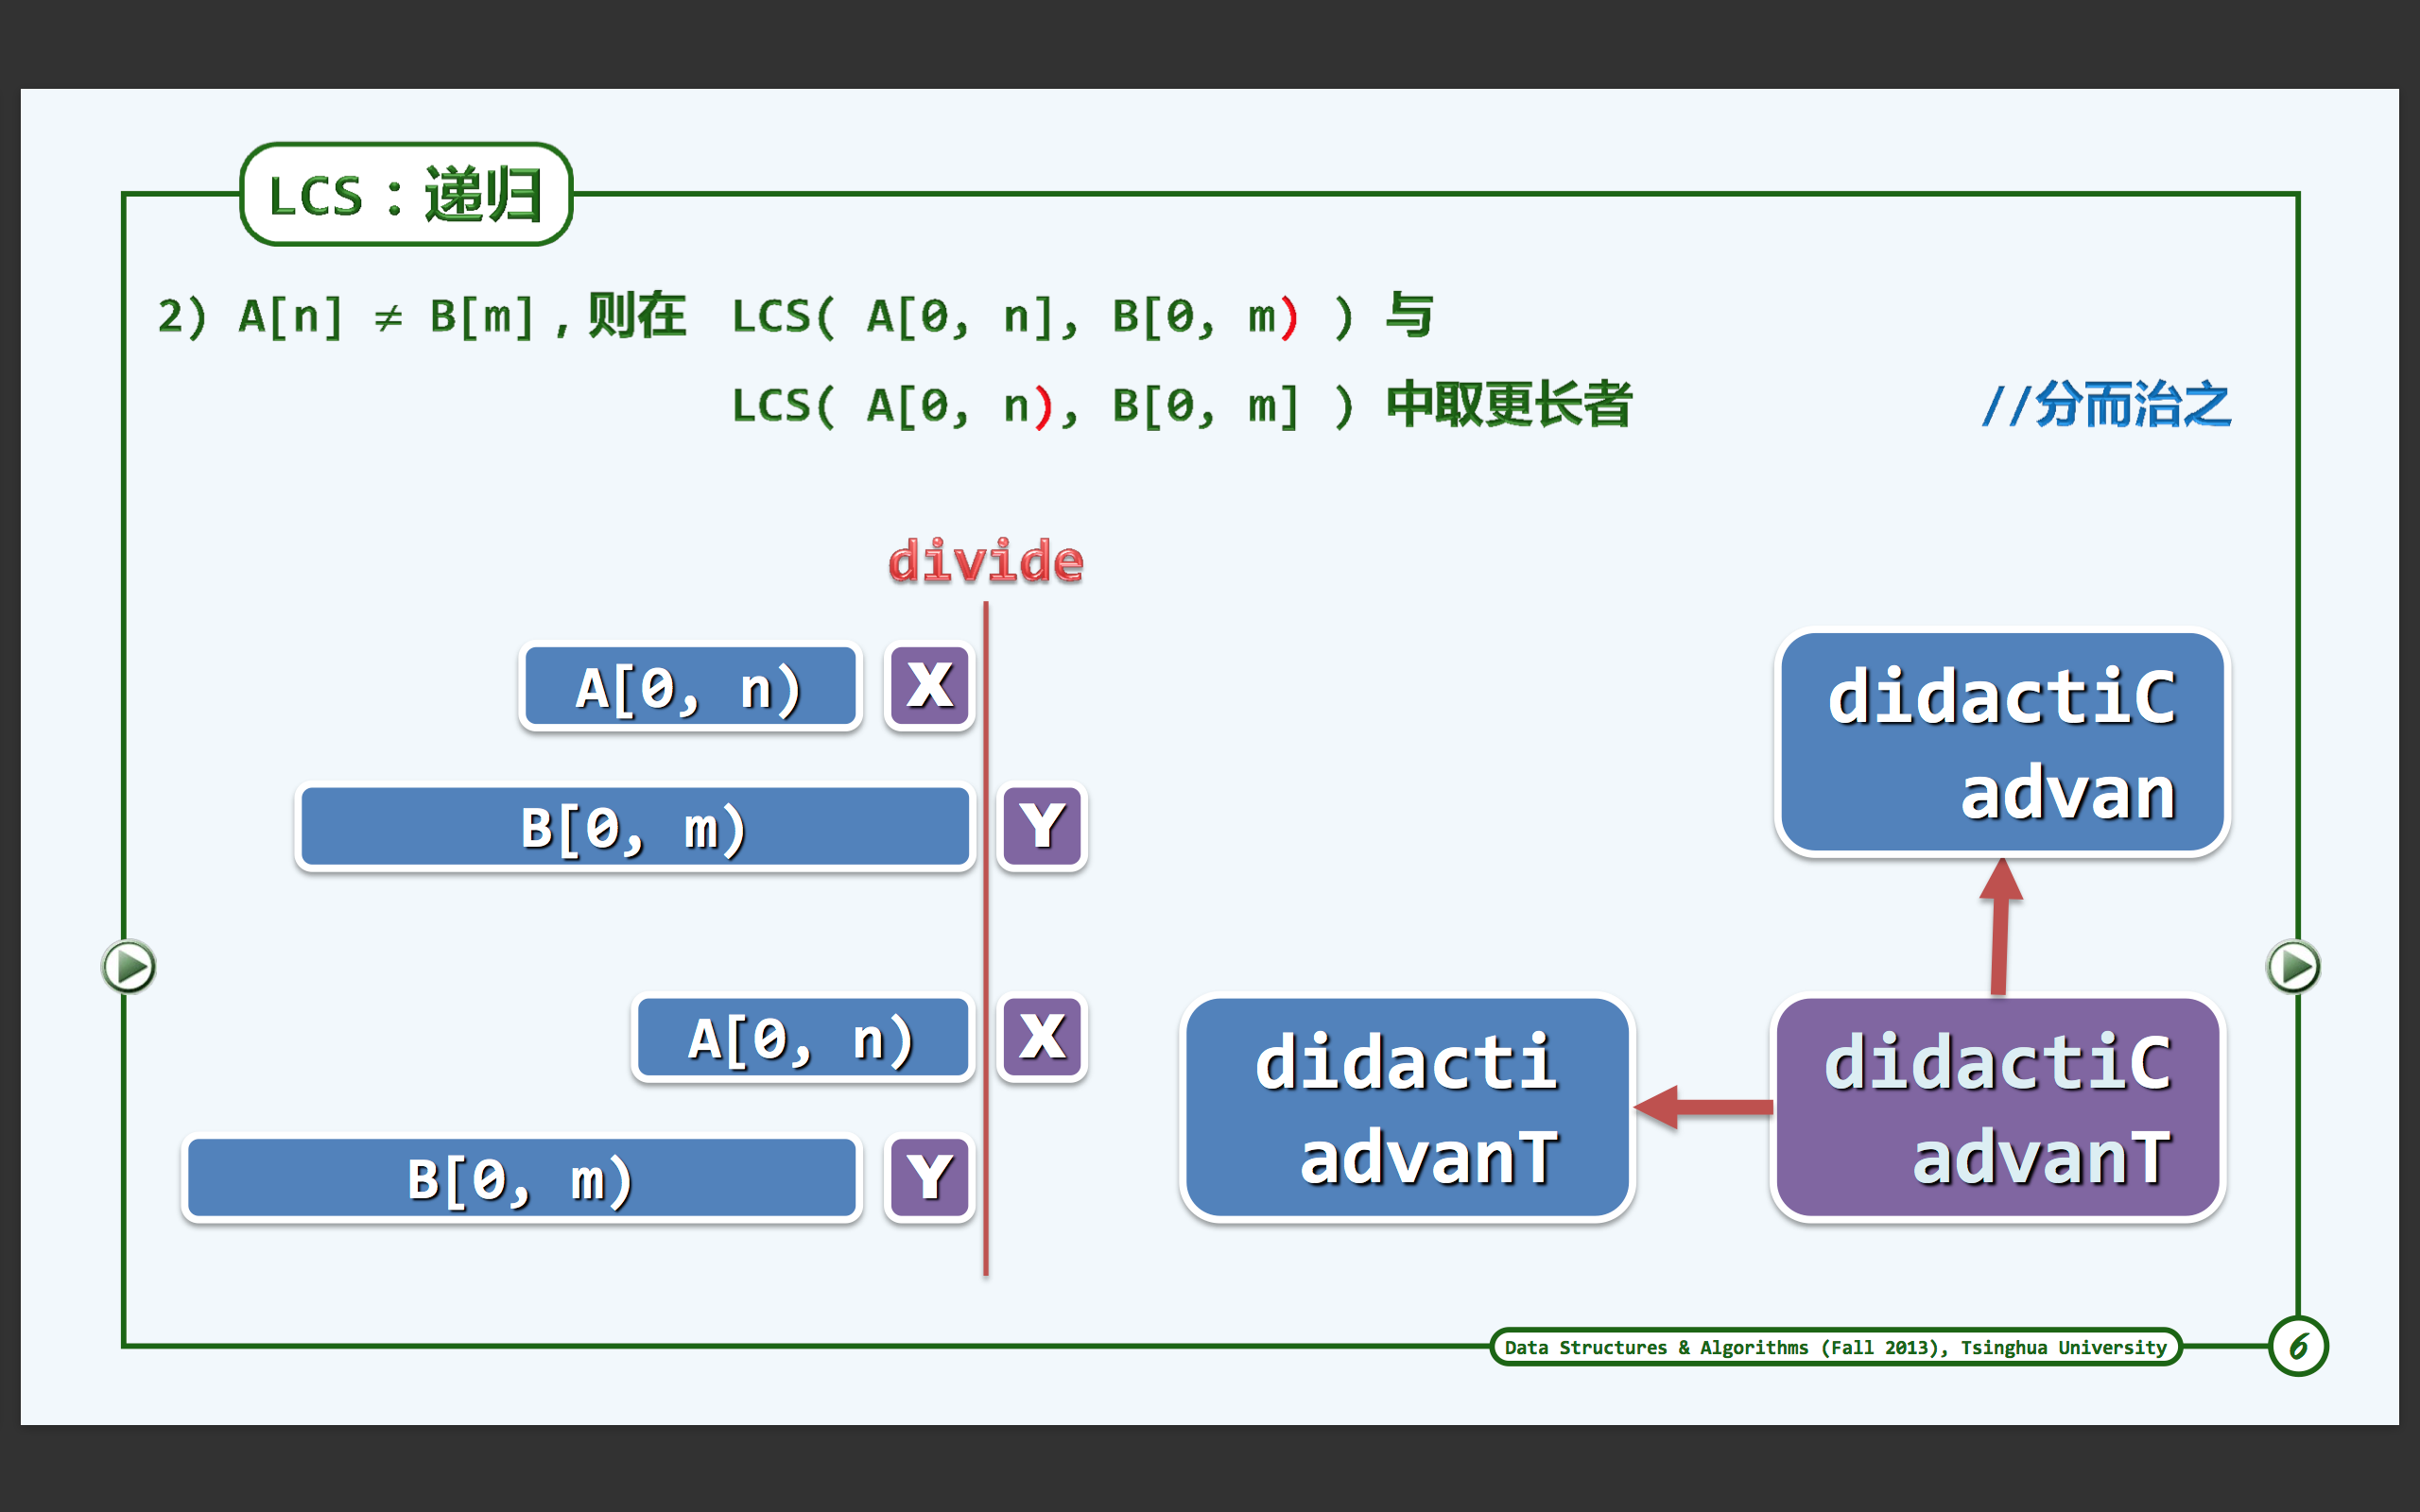 LCS：递归
2) A[n] ≠ B[m]，则在 LCS( A[0, n], B[0, m) ) 与
LCS( A[0, n), B[0, m] ) 中取更长者 //分而治之
divide
A[0, n) X
B[0, m) Y
A[0, n) X
B[0, m) Y
didactiC
advan
didacti
advanT
didactiC
advanT
Data Structures & Algorithms (Fall 2013), Tsinghua University
6